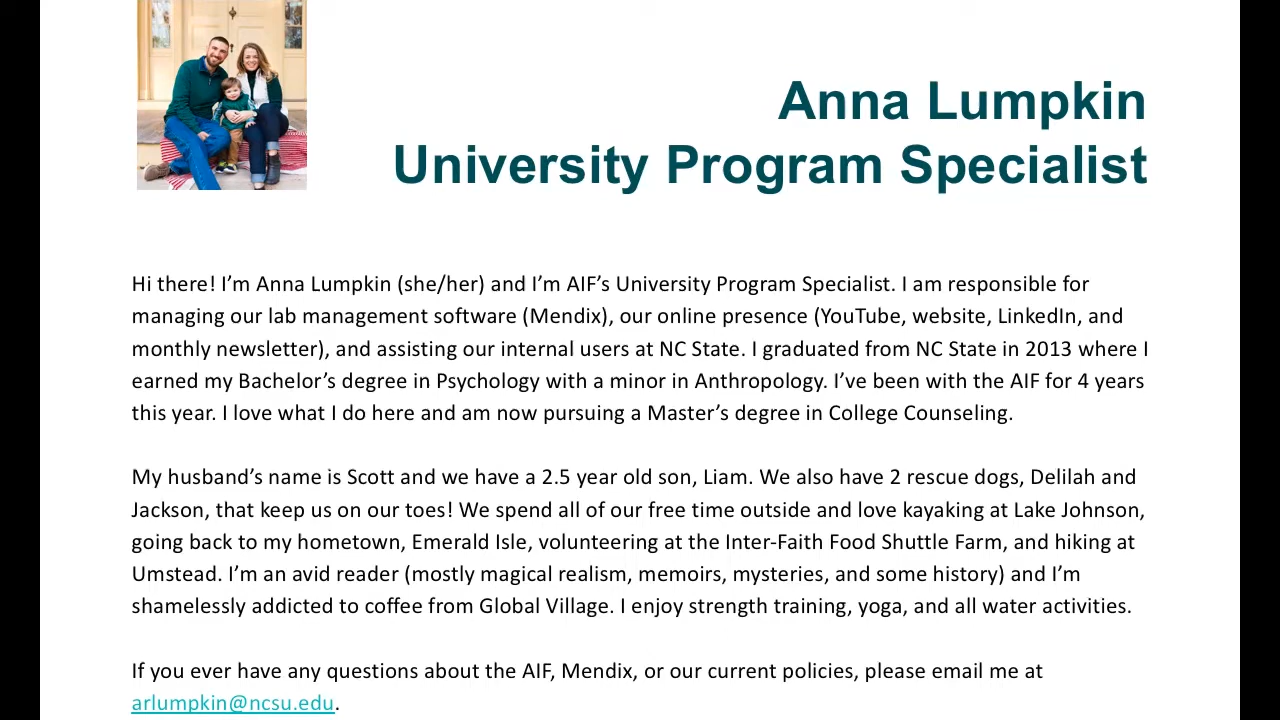 Anna Lumpkin
University Program Specialist
Hi there! I’m Anna Lumpkin (she/her) and I’m AIF’s University Program Specialist. I am responsible for
managing our lab management software (Mendix), our online presence (YouTube, website, LinkedIn, and
monthly newsletter), and assisting our internal users at NC State. I graduated from NC State in 2013 where I
earned my Bachelor’s degree in Psychology with a minor in Anthropology. I’ve been with the AIF for 4 years
this year. I love what I do here and am now pursuing a Master’s degree in College Counseling.
My husband’s name is Scott and we have a 2.5 year old son, Liam. We also have 2 rescue dogs, Delilah and
Jackson, that keep us on our toes! We spend all of our free time outside and love kayaking at Lake Johnson,
going back to my hometown, Emerald Isle, volunteering at the Inter-Faith Food Shuttle Farm, and hiking at
Umstead. I’m an avid reader (mostly magical realism, memoirs, mysteries, and some history) and I’m
shamelessly addicted to coffee from Global Village. I enjoy strength training, yoga, and all water activities.
If you ever have any questions about the AIF, Mendix, or our current policies, please email me at
arlumpkin@ncsu.edu.